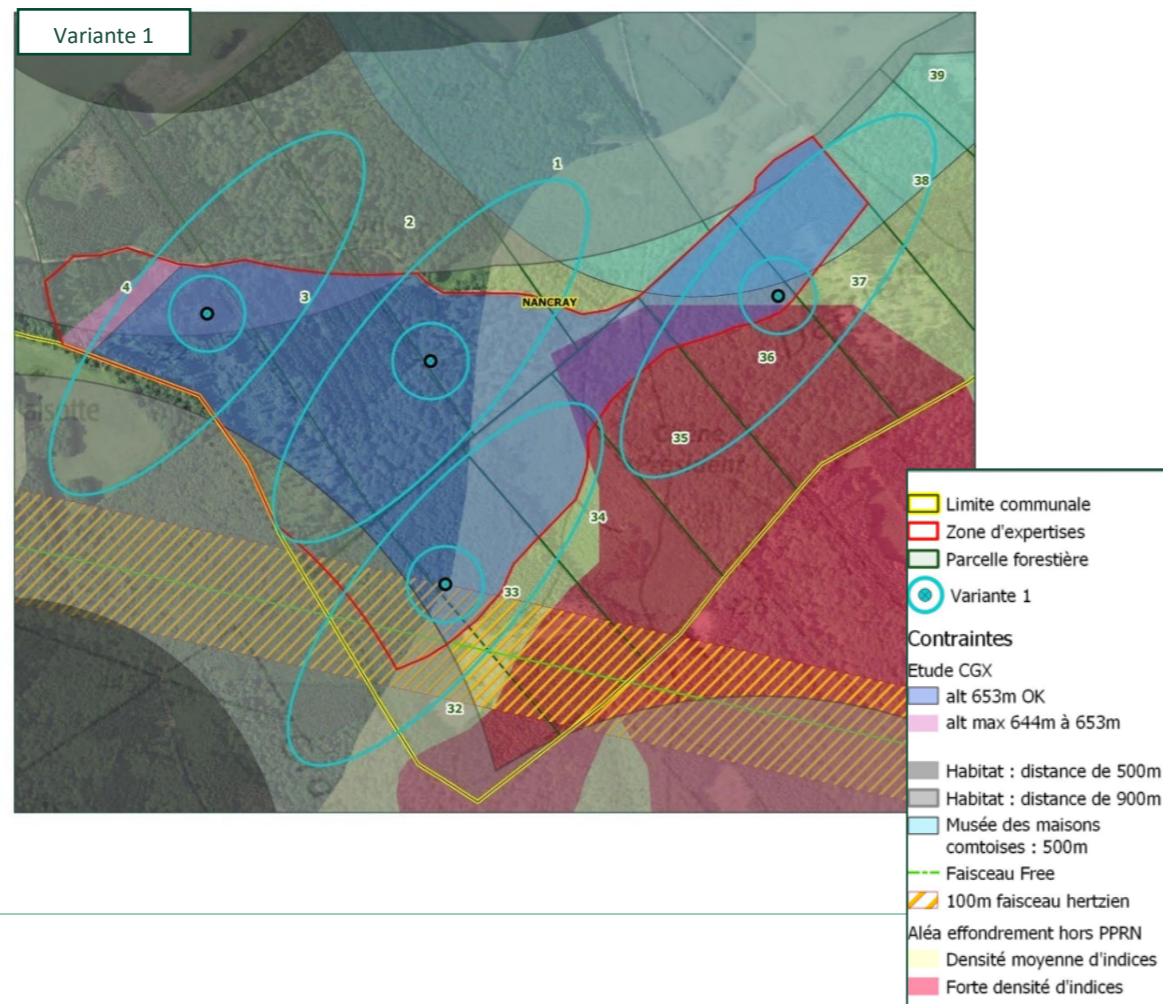 Variante 1
39
1
38
2
4
3
37
NANCRAY
36
35
34
33
32
Limite communale
Zone d'expertises
Parcelle forestière
Variante 1
Contraintes
Etude CGX
alt 653m OK
alt max 644m à 653m
Habitat : distance de 500m
Habitat : distance de 900m
Musée des maisons
comtoises : 500m
Faisceau Free
100m faisceau hertzien
Aléa effondrement hors PPRN
Densité moyenne d'indices
Forte densité d'indices